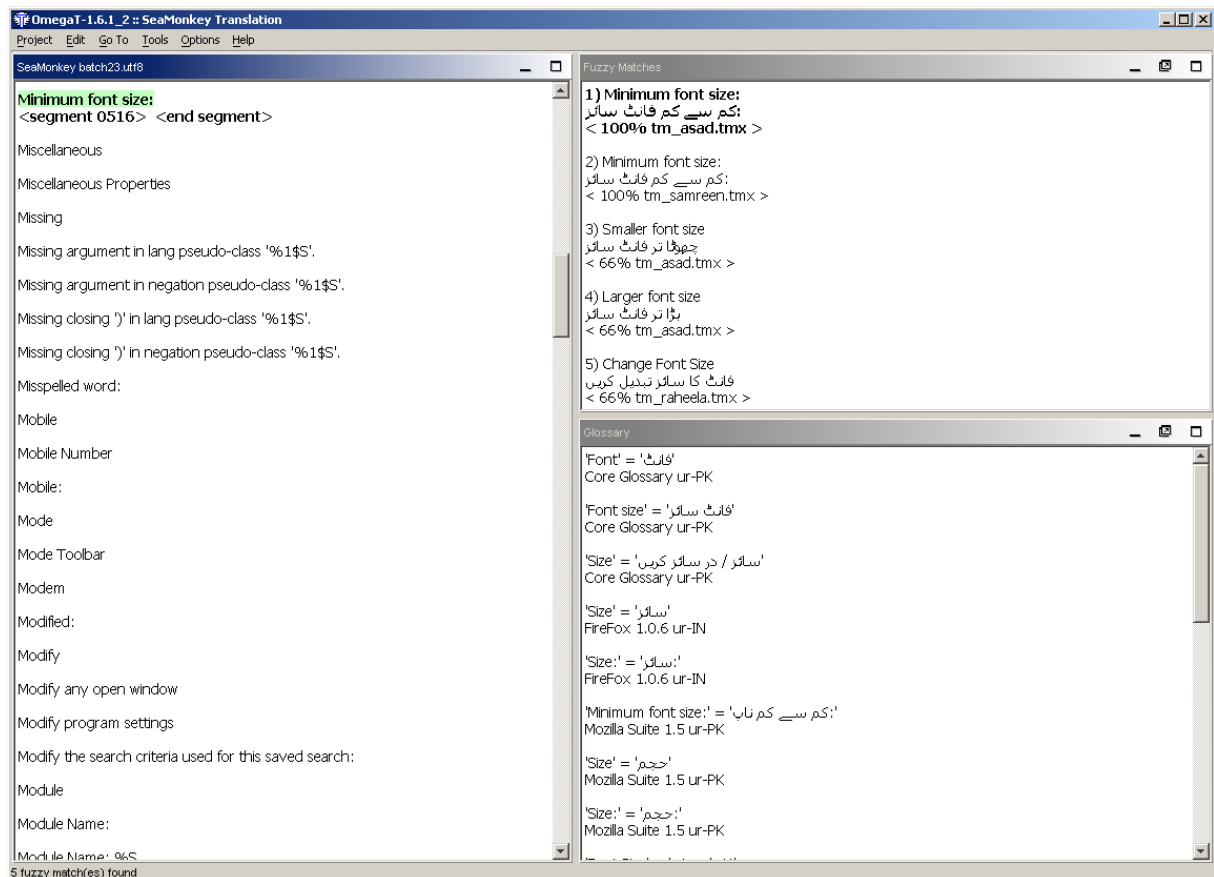 OmegaT-1.6.1_2 :: SeaMonkey Translation
Project Edit Go To Tools Options Help
SeaMonkey batch23.utf8
Minimum font size:
<segment 0516> <end segment>
Miscellaneous
Miscellaneous Properties
Missing
Missing argument in lang pseudo-class '%1$S'.
Missing argument in negation pseudo-class '%1$S'.
Missing closing ')' in lang pseudo-class '%1$S'.
Missing closing ')' in negation pseudo-class '%1$S'.
Misspelled word:
Mobile
Mobile Number
Mobile:
Mode
Mode Toolbar
Modem
Modified:
Modify
Modify any open window
Modify program settings
Modify the search criteria used for this saved search:
Module
Module Name:
Module Name: %S
Fuzzy Matches
1) Minimum font size:
کم سے کم فانٹ سائز:
< 100% tm_asad.tmx >
2) Minimum font size:
کم سے کم فانٹ سائز:
< 100% tm_samreen.tmx >
3) Smaller font size
چھوٹا تر فانٹ سائز
< 66% tm_asad.tmx >
4) Larger font size
بڑا تر فانٹ سائز
< 66% tm_asad.tmx >
5) Change Font Size
فانٹ کا سائز تبدیل کریں
< 66% tm_raheela.tmx >
Glossary
'Font' = 'فانٹ'
Core Glossary ur-PK
'Font size' = 'فانٹ سائز'
Core Glossary ur-PK
'Size' = 'سائز / در سائز کریں'
Core Glossary ur-PK
'Size' = 'سائز'
FireFox 1.0.6 ur-IN
'Size:' = 'سائز:'
FireFox 1.0.6 ur-IN
'Minimum font size:' = 'کم سے کم ناپ:'
Mozilla Suite 1.5 ur-PK
'Size' = 'حجم'
Mozilla Suite 1.5 ur-PK
'Size:' = 'حجم:'
Mozilla Suite 1.5 ur-PK
5 fuzzy match(es) found